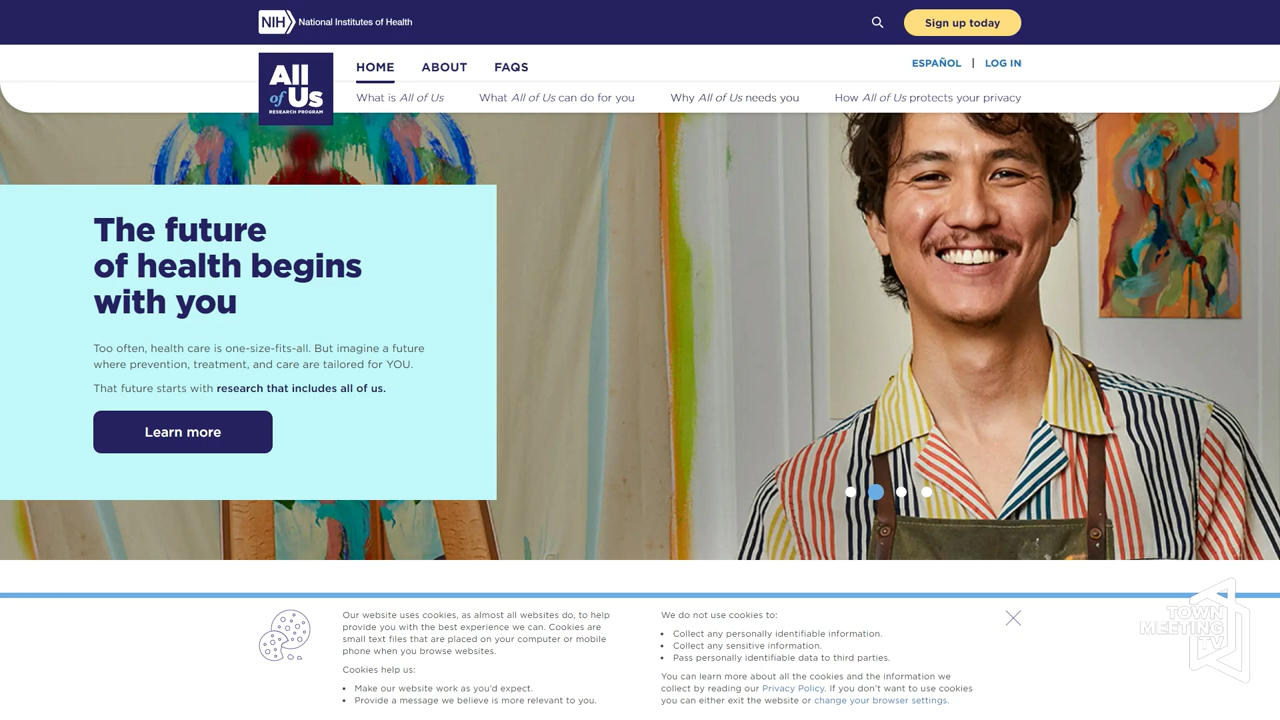 NIH National Institutes of Health
Sign up today
All
of Us
RESEARCH PROGRAM
HOME ABOUT FAQS
ESPAÑOL | LOG IN
What is All of Us What All of Us can do for you Why All of Us needs you How All of Us protects your privacy
The future
of health begins
with you
Too often, health care is one-size-fits-all. But imagine a future
where prevention, treatment, and care are tailored for YOU.
That future starts with research that includes all of us.
Learn more
Our website uses cookies, as almost all websites do, to help
provide you with the best experience we can. Cookies are
small text files that are placed on your computer or mobile
phone when you browse websites.
Cookies help us:
• Make our website work as you'd expect.
• Provide a message we believe is more relevant to you.
We do not use cookies to:
• Collect any personally identifiable information.
• Collect any sensitive information.
• Pass personally identifiable data to third parties.
You can learn more about all the cookies and the information we
collect by reading our Privacy Policy. If you don't want to use cookies
you can either exit the website or change your browser settings.
TOWN
MEETING
TV